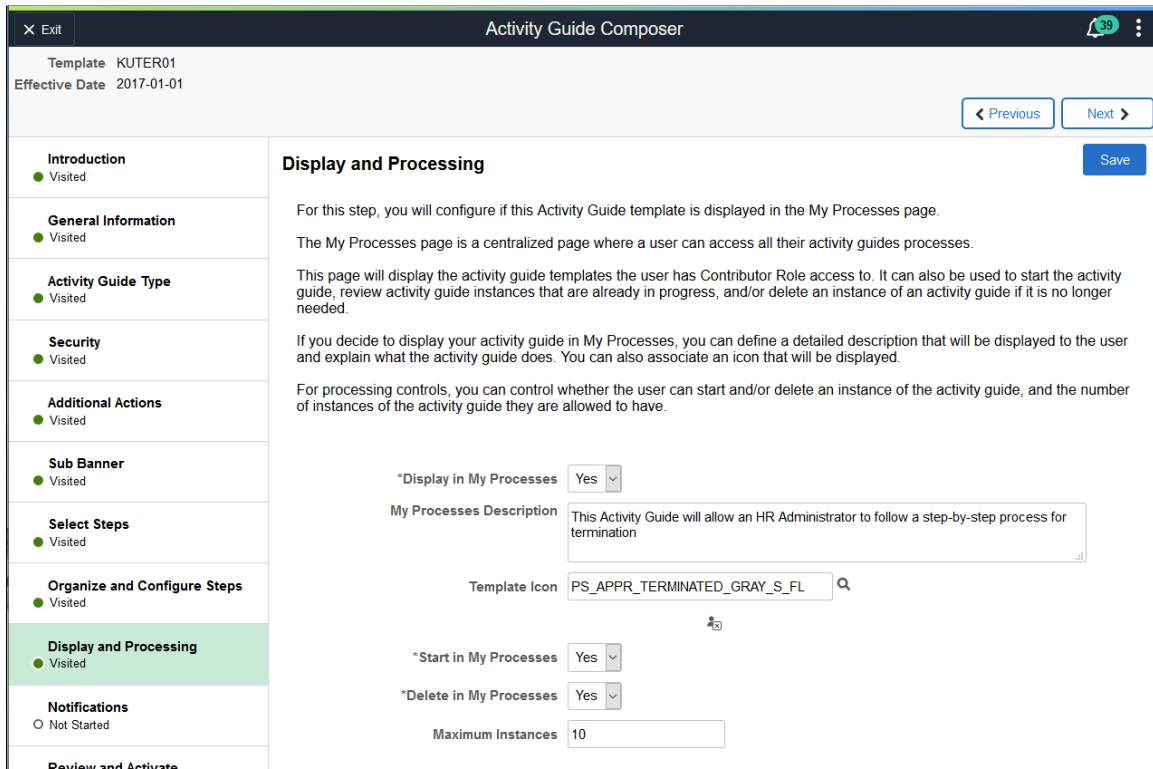 Exit
Activity Guide Composer
39
Template KUTER01
Effective Date 2017-01-01
Previous
Next
Introduction
Visited
General Information
Visited
Activity Guide Type
Visited
Security
Visited
Additional Actions
Visited
Sub Banner
Visited
Select Steps
Visited
Organize and Configure Steps
Visited
Display and Processing
Visited
Notifications
Not Started
Review and Activate
Display and Processing
Save
For this step, you will configure if this Activity Guide template is displayed in the My Processes page.
The My Processes page is a centralized page where a user can access all their activity guides processes.
This page will display the activity guide templates the user has Contributor Role access to. It can also be used to start the activity
guide, review activity guide instances that are already in progress, and/or delete an instance of an activity guide if it is no longer
needed.
If you decide to display your activity guide in My Processes, you can define a detailed description that will be displayed to the user
and explain what the activity guide does. You can also associate an icon that will be displayed.
For processing controls, you can control whether the user can start and/or delete an instance of the activity guide, and the number
of instances of the activity guide they are allowed to have.
*Display in My Processes Yes
My Processes Description This Activity Guide will allow an HR Administrator to follow a step-by-step process for
termination
Template Icon PS_APPR_TERMINATED_GRAY_S_FL
*Start in My Processes Yes
*Delete in My Processes Yes
Maximum Instances 10